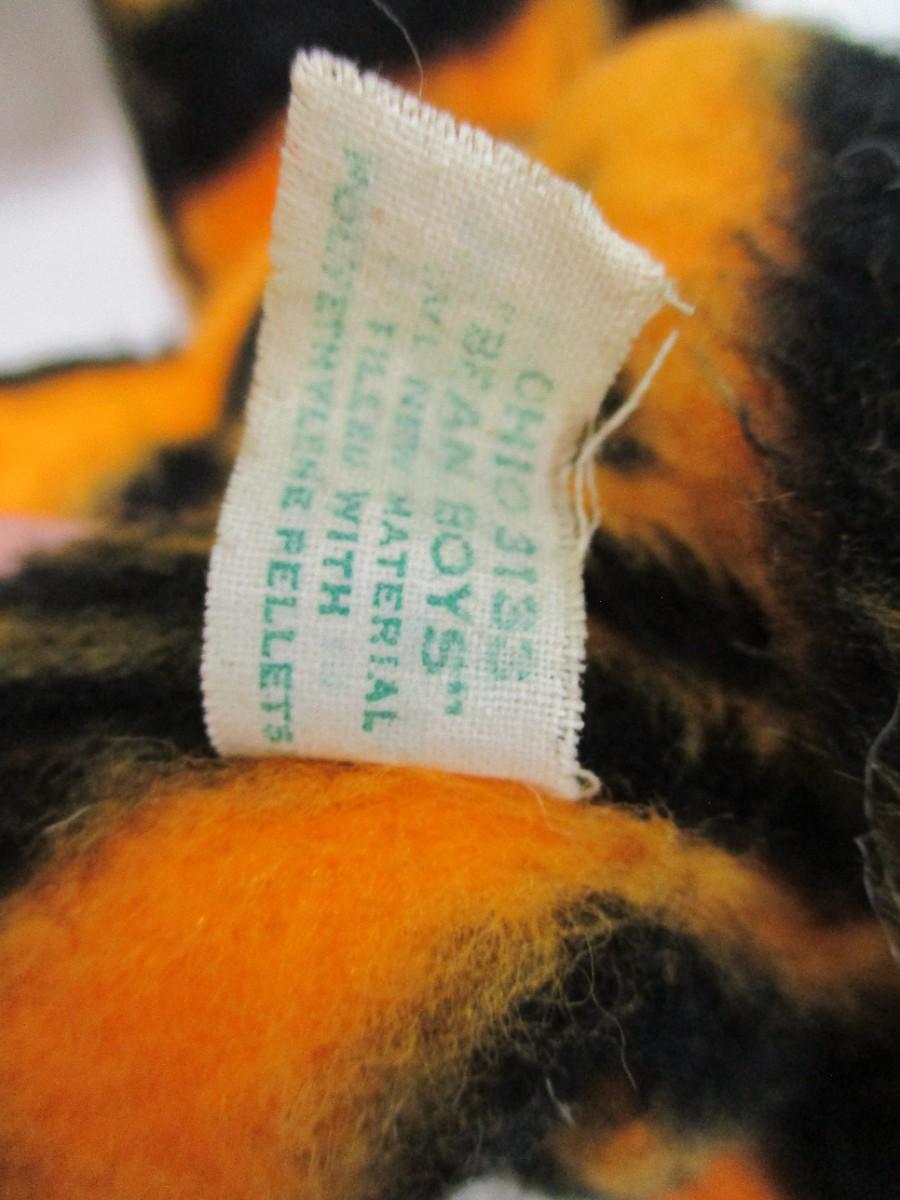 OHIO 3133
"BEAN BOYS"
ALL NEW MATERIAL
FILLED WITH
POLYETHYLENE PELLETS